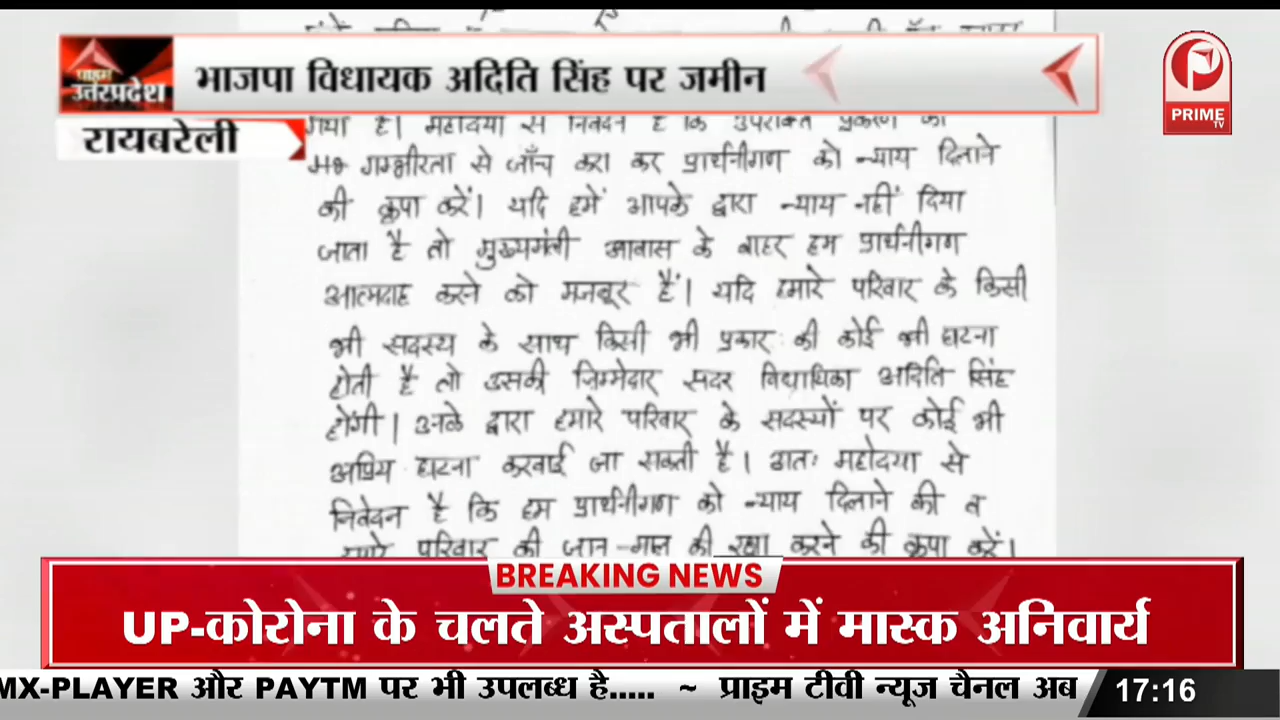 प्राइम
उत्तरप्रदेश
भाजपा विधायक अदिति सिंह पर जमीन
PRIME
TV
रायबरेली
गया है। महोदया से निवेदन है कि उपरोक्त प्रकरण की
गम्भीरता से जाँच करा कर प्रार्थनीगण को न्याय दिलाने
की कृपा करें। यदि हमें आपके द्वारा न्याय नहीं दिया
जाता है तो मुख्यमंत्री आवास के बाहर हम प्रार्थनीगण
आत्मदाह करने को मजबूर हैं। यदि हमारे परिवार के किसी
भी सदस्य के साथ किसी भी प्रकार की कोई भी घटना
होती है तो उसकी जिम्मेदार सदर विधायिका अदिति सिंह
होंगी। उनके द्वारा हमारे परिवार के सदस्यों पर कोई भी
अप्रिय घटना करवाई जा सकती है। अतः महोदया से
निवेदन है कि हम प्रार्थनीगण को न्याय दिलाने की व
हमारे परिवार की जान-माल की रक्षा करने की कृपा करें।
BREAKING NEWS
UP-कोरोना के चलते अस्पतालों में मास्क अनिवार्य
MX-PLAYER और PAYTM पर भी उपलब्ध है..... ~ प्राइम टीवी न्यूज चैनल अब
17:16